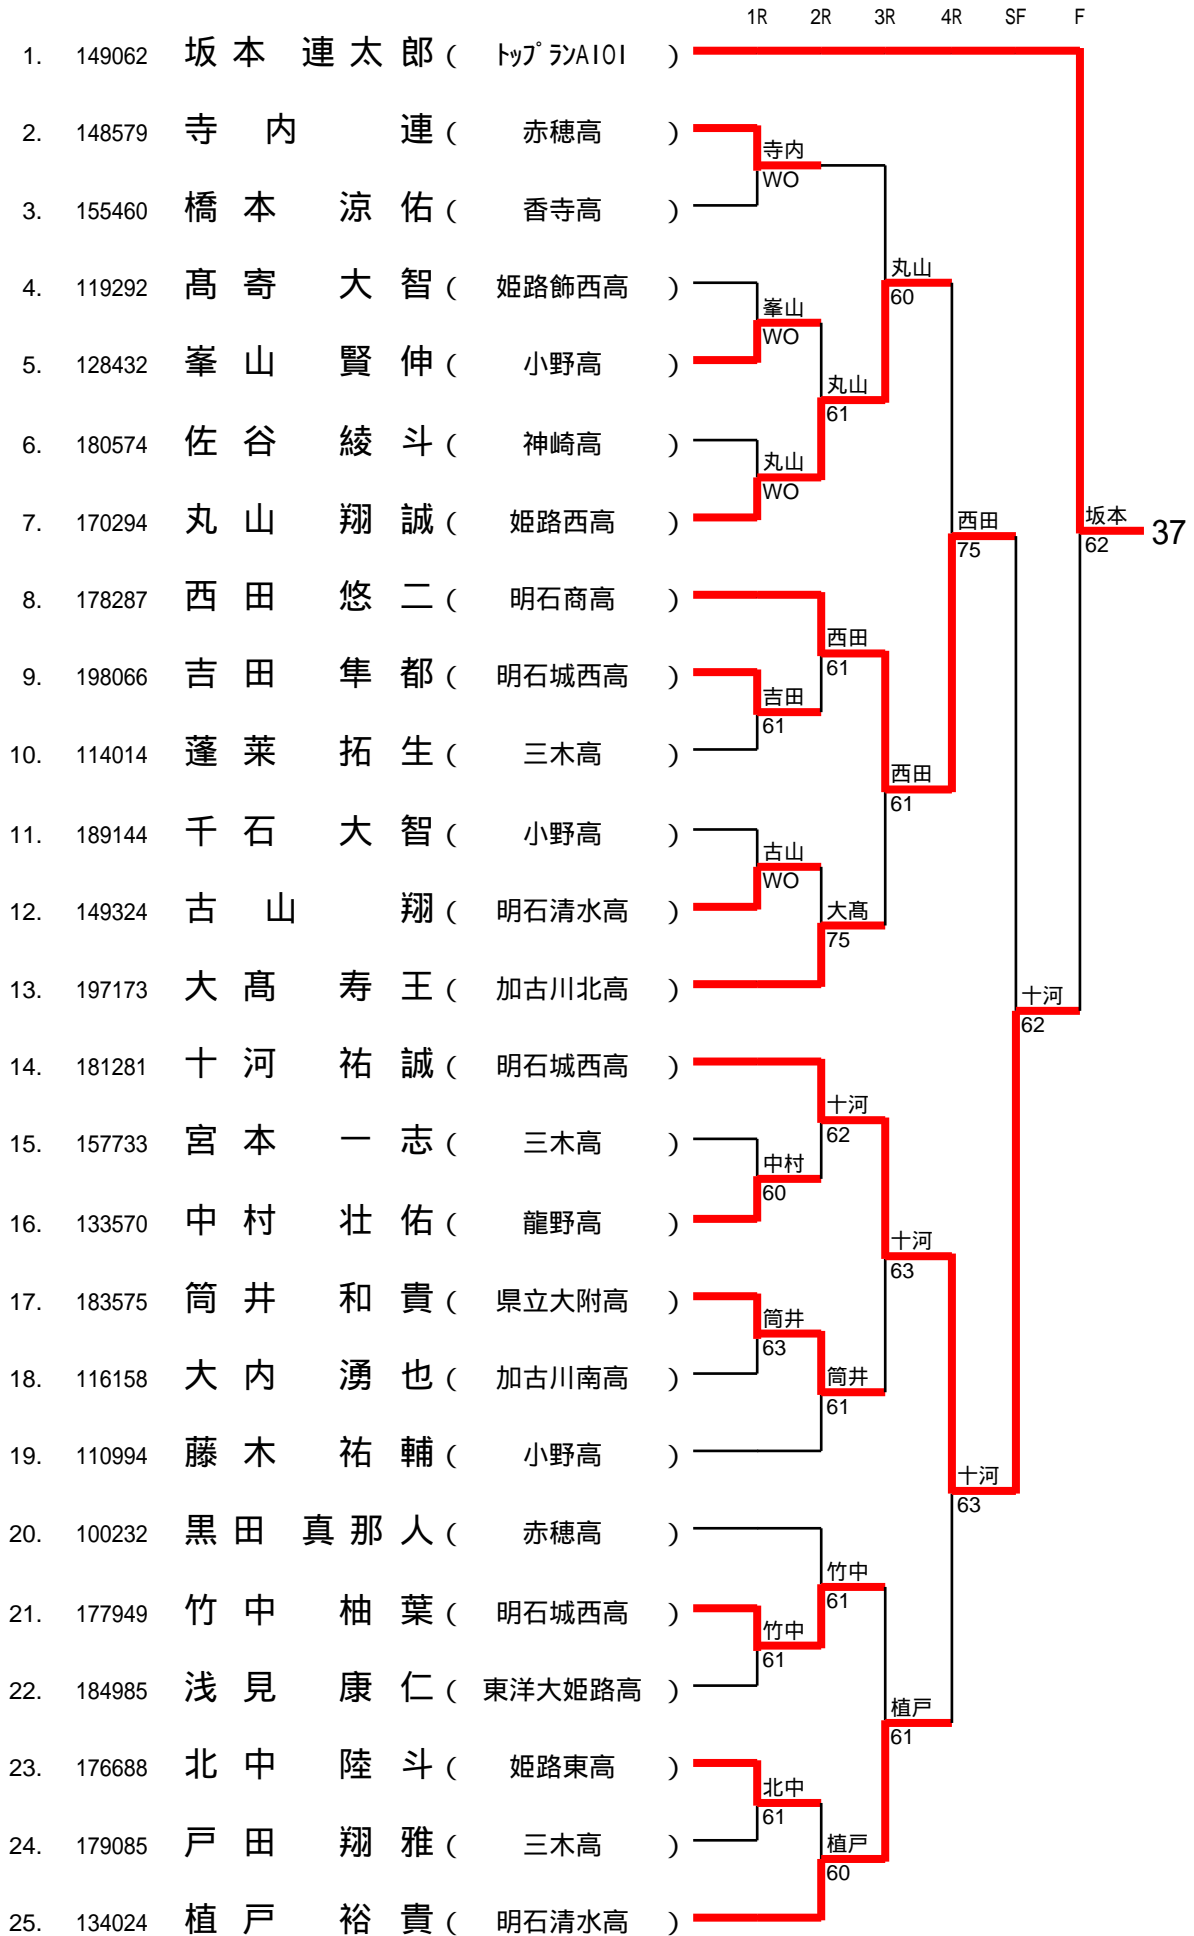 1R 2R 3R 4R SF F
1. 149062 坂本 連太郎 ( トップランAIOI )
2. 148579 寺内 連 ( 赤穂高 )
寺内
WO
3. 155460 橋本 涼佑 ( 香寺高 )
丸山
60
4. 119292 髙寄 大智 ( 姫路飾西高 )
峯山
WO
5. 128432 峯山 賢伸 ( 小野高 )
丸山
61
6. 180574 佐谷 綾斗 ( 神崎高 )
丸山
WO
7. 170294 丸山 翔誠 ( 姫路西高 )
西田
75
坂本
62
37
8. 178287 西田 悠二 ( 明石商高 )
西田
61
9. 198066 吉田 隼都 ( 明石城西高 )
吉田
61
10. 114014 蓬莱 拓生 ( 三木高 )
西田
61
11. 189144 千石 大智 ( 小野高 )
古山
WO
12. 149324 古山 翔 ( 明石清水高 )
大髙
75
13. 197173 大髙 寿王 ( 加古川北高 )
十河
62
14. 181281 十河 祐誠 ( 明石城西高 )
十河
62
15. 157733 宮本 一志 ( 三木高 )
中村
60
16. 133570 中村 壮佑 ( 龍野高 )
十河
63
17. 183575 筒井 和貴 ( 県立大附高 )
筒井
63
18. 116158 大内 湧也 ( 加古川南高 )
筒井
61
19. 110994 藤木 祐輔 ( 小野高 )
十河
63
20. 100232 黒田 真那人 ( 赤穂高 )
竹中
61
21. 177949 竹中 柚葉 ( 明石城西高 )
竹中
61
22. 184985 浅見 康仁 ( 東洋大姫路高 )
植戸
61
23. 176688 北中 陸斗 ( 姫路東高 )
北中
61
24. 179085 戸田 翔雅 ( 三木高 )
植戸
60
25. 134024 植戸 裕貴 ( 明石清水高 )